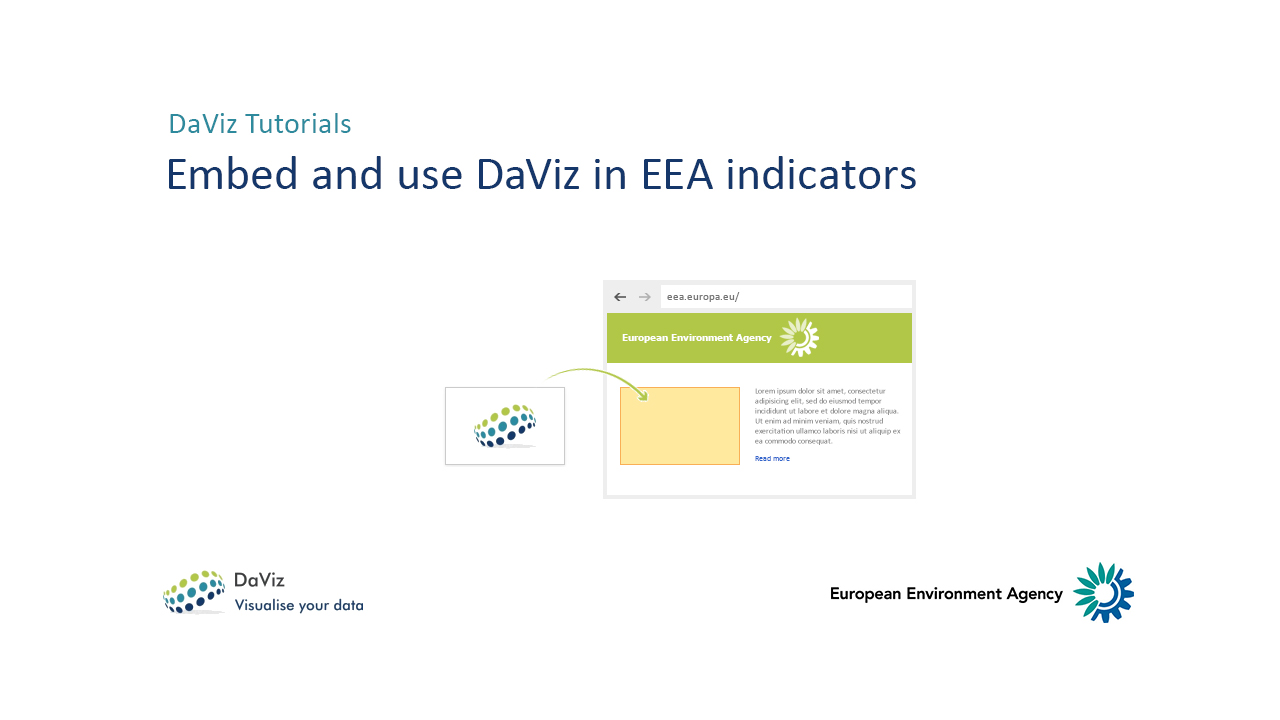 DaViz Tutorials
Embed and use DaViz in EEA indicators
eea.europa.eu/
European Environment Agency
Lorem ipsum dolor sit amet, consectetur
adipisicing elit, sed do eiusmod tempor
incididunt ut labore et dolore magna aliqua.
Ut enim ad minim veniam, quis nostrud
exercitation ullamco laboris nisi ut aliquip ex
ea commodo consequat.
Read more
DaViz
Visualise your data
European Environment Agency